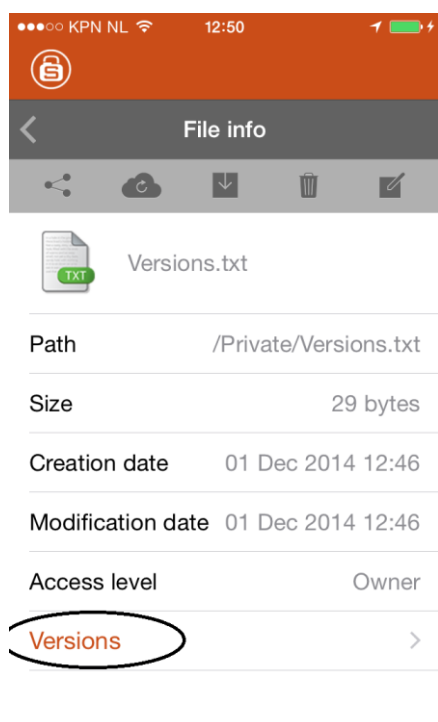 KPN NL 12:50
S
File info
TXT Versions.txt
Path /Private/Versions.txt
Size 29 bytes
Creation date 01 Dec 2014 12:46
Modification date 01 Dec 2014 12:46
Access level Owner
Versions